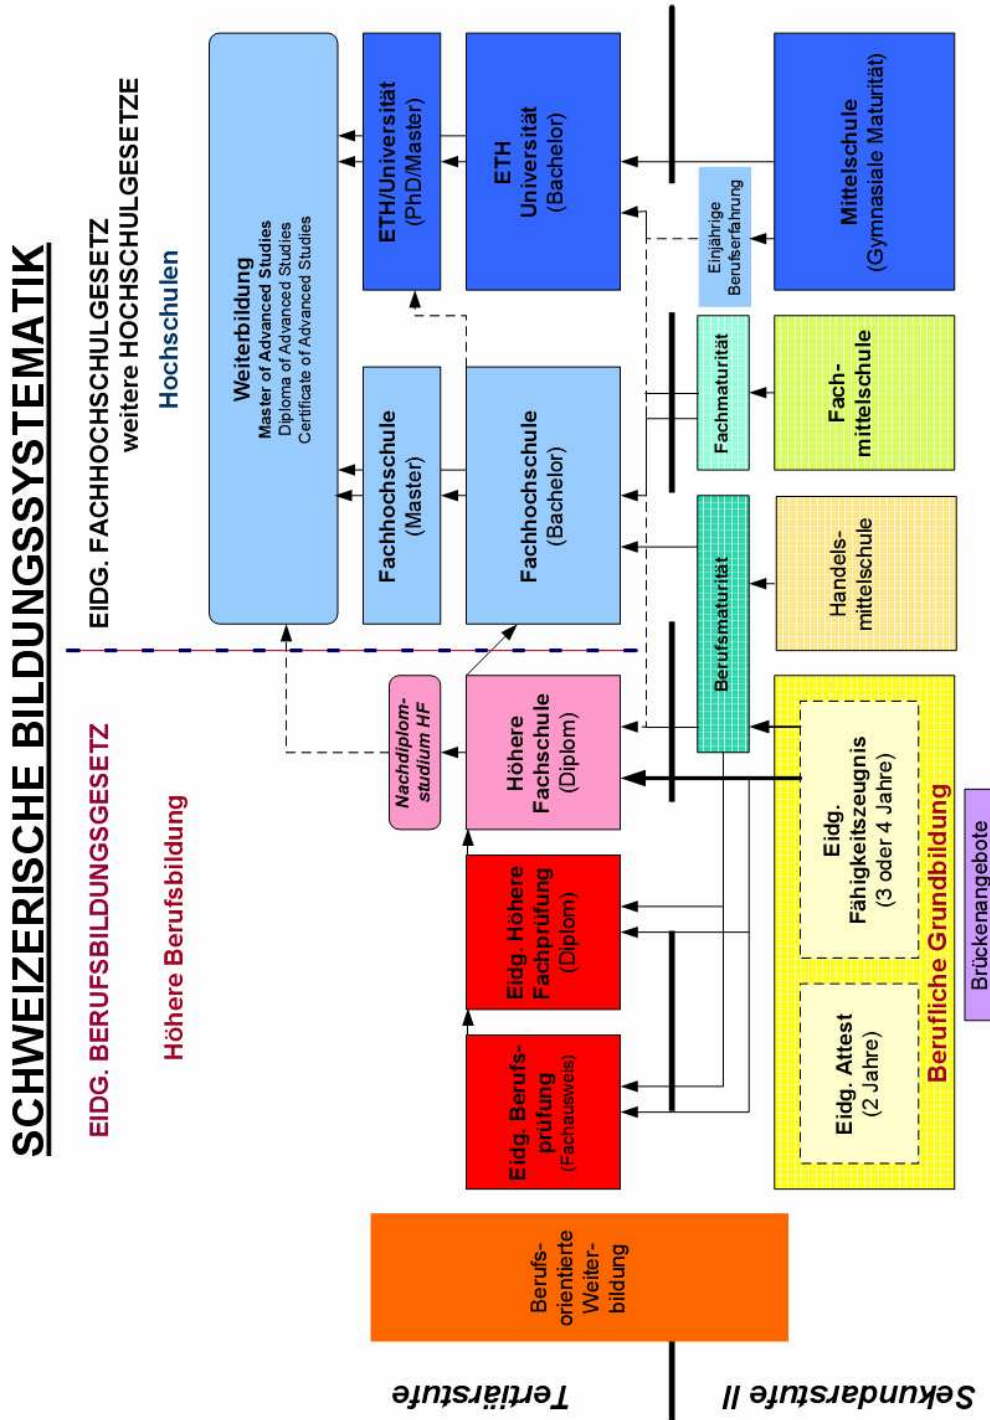 SCHWEIZERISCHE BILDUNGSSYSTEMATIK
EIDG. BERUFSBILDUNGSGESETZ
EIDG. FACHHOCHSCHULGESETZ
weitere HOCHSCHULGESETZE
Höhere Berufsbildung
Hochschulen
Weiterbildung
Master of Advanced Studies
Diploma of Advanced Studies
Certificate of Advanced Studies
Nachdiplom-
studium HF
Fachhochschule
(Master)
ETH/Universität
(PhD/Master)
Tertiärstufe
Berufs-
orientierte
Weiter-
bildung
Eidg. Berufs-
prüfung
(Fachausweis)
Eidg. Höhere
Fachprüfung
(Diplom)
Höhere
Fachschule
(Diplom)
Fachhochschule
(Bachelor)
ETH
Universität
(Bachelor)
Berufsmaturität
Fachmaturität
Einjährige
Berufserfahrung
Sekundarstufe II
Eidg. Attest
(2 Jahre)
Eidg.
Fähigkeitszeugnis
(3 oder 4 Jahre)
Berufliche Grundbildung
Handels-
mittelschule
Fach-
mittelschule
Mittelschule
(Gymnasiale Maturität)
Brückenangebote